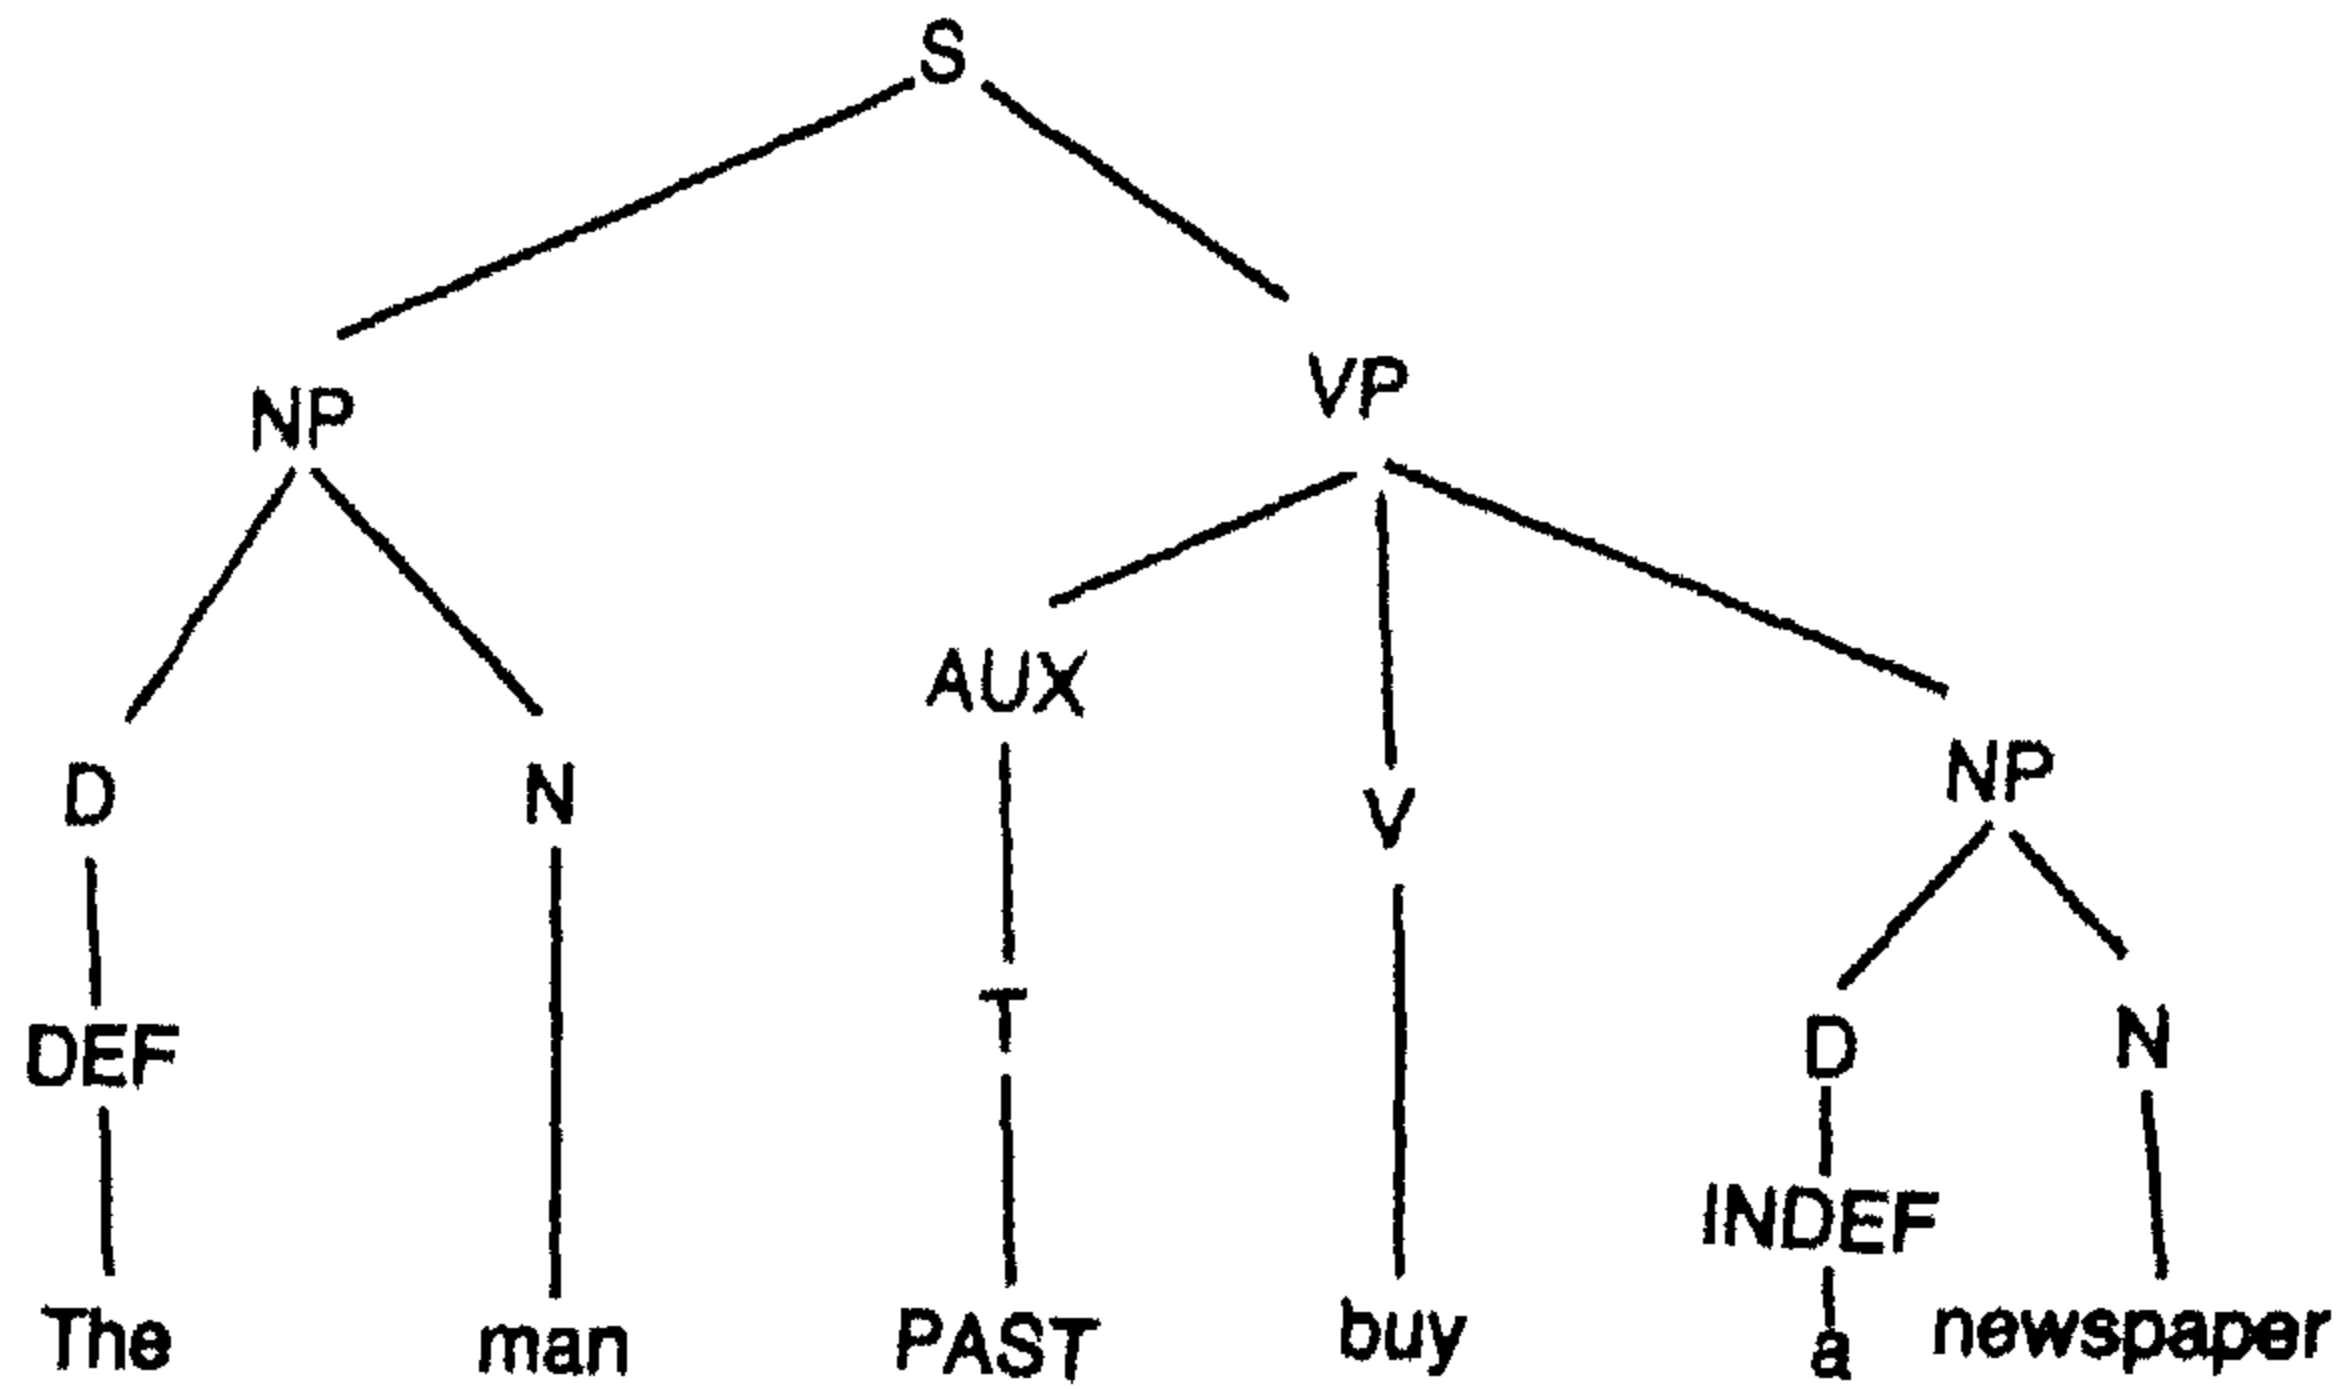 S
NP VP
AUX
D N V NP
DEF T D N
INDEF
The man PAST buy a newspaper